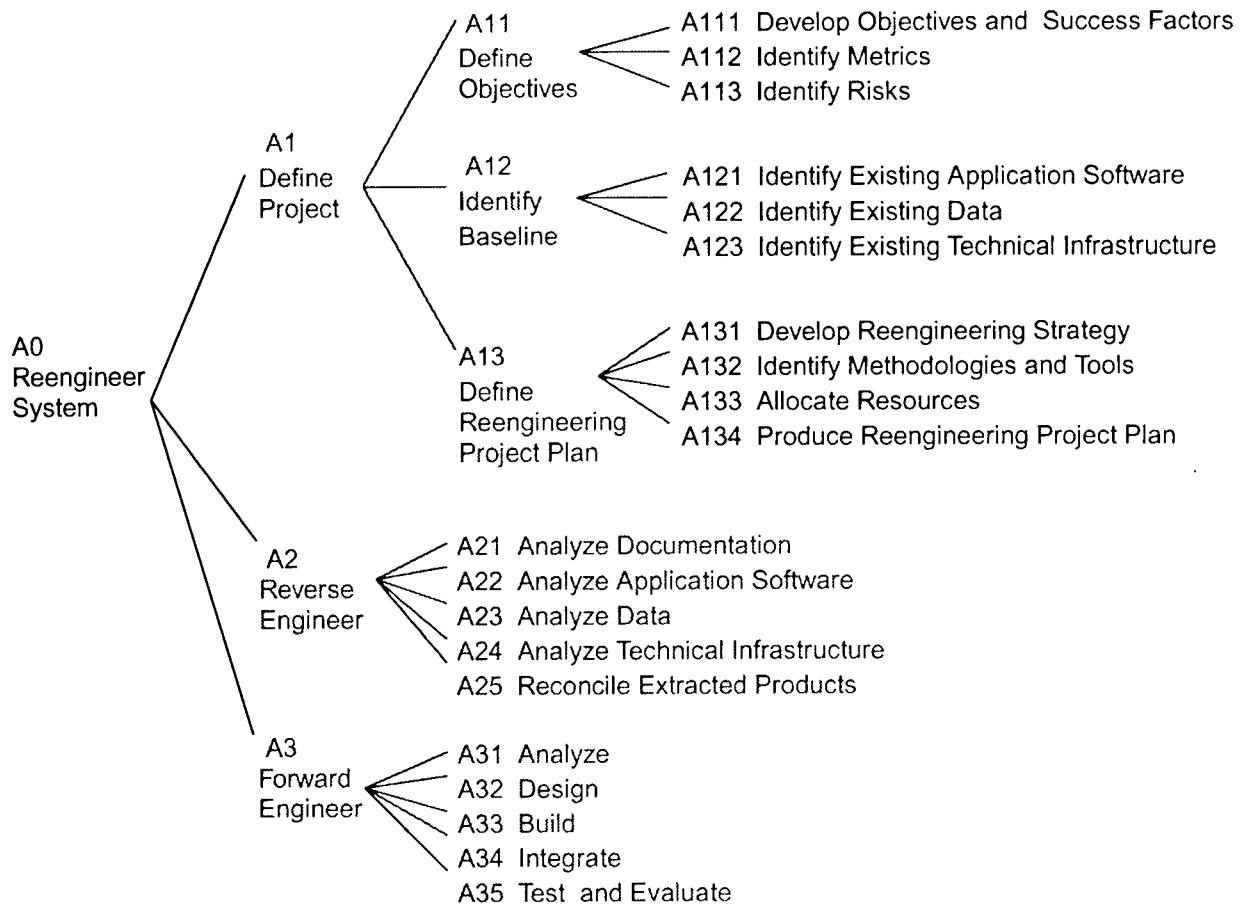 A0
Reengineer
System
A1
Define
Project
A11
Define
Objectives
A111 Develop Objectives and Success Factors
A112 Identify Metrics
A113 Identify Risks
A12
Identify
Baseline
A121 Identify Existing Application Software
A122 Identify Existing Data
A123 Identify Existing Technical Infrastructure
A13
Define
Reengineering
Project Plan
A131 Develop Reengineering Strategy
A132 Identify Methodologies and Tools
A133 Allocate Resources
A134 Produce Reengineering Project Plan
A2
Reverse
Engineer
A21 Analyze Documentation
A22 Analyze Application Software
A23 Analyze Data
A24 Analyze Technical Infrastructure
A25 Reconcile Extracted Products
A3
Forward
Engineer
A31 Analyze
A32 Design
A33 Build
A34 Integrate
A35 Test and Evaluate